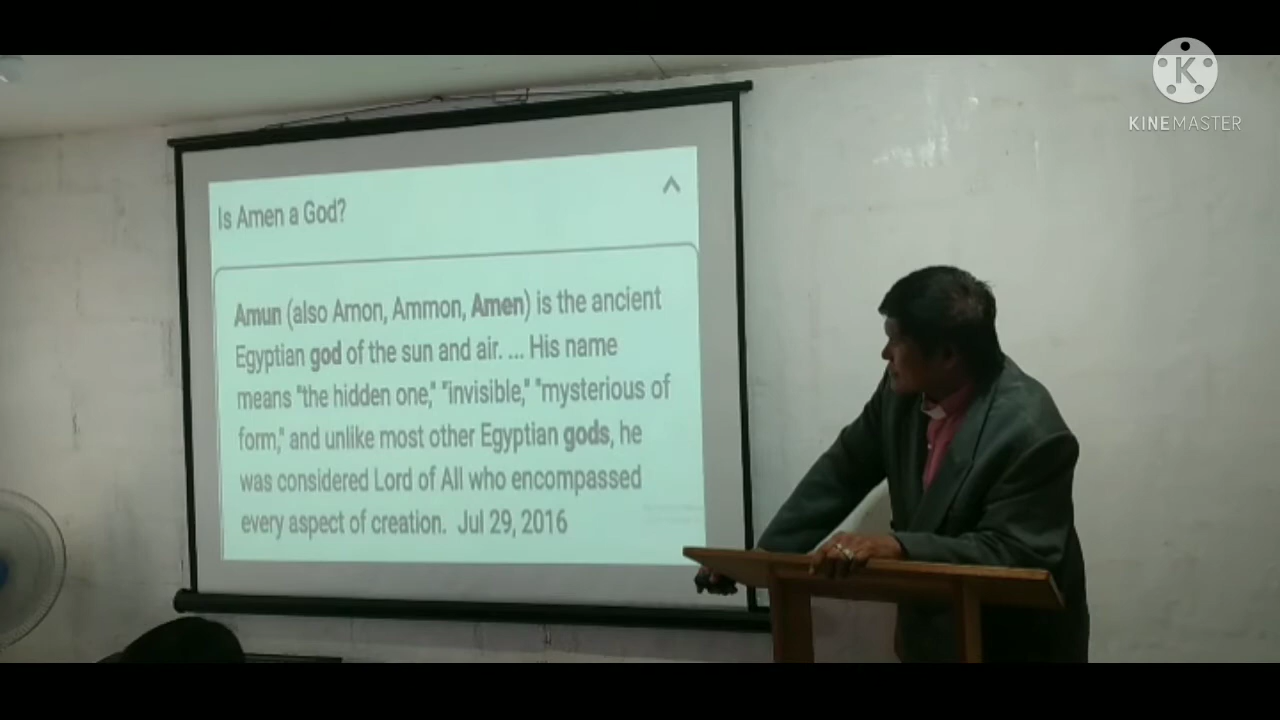 Is Amen a God?
Amun (also Amon, Ammon, Amen) is the ancient
Egyptian god of the sun and air. ... His name
means "the hidden one," "invisible," "mysterious of
form," and unlike most other Egyptian gods, he
was considered Lord of All who encompassed
every aspect of creation. Jul 29, 2016
K
KINEMASTER